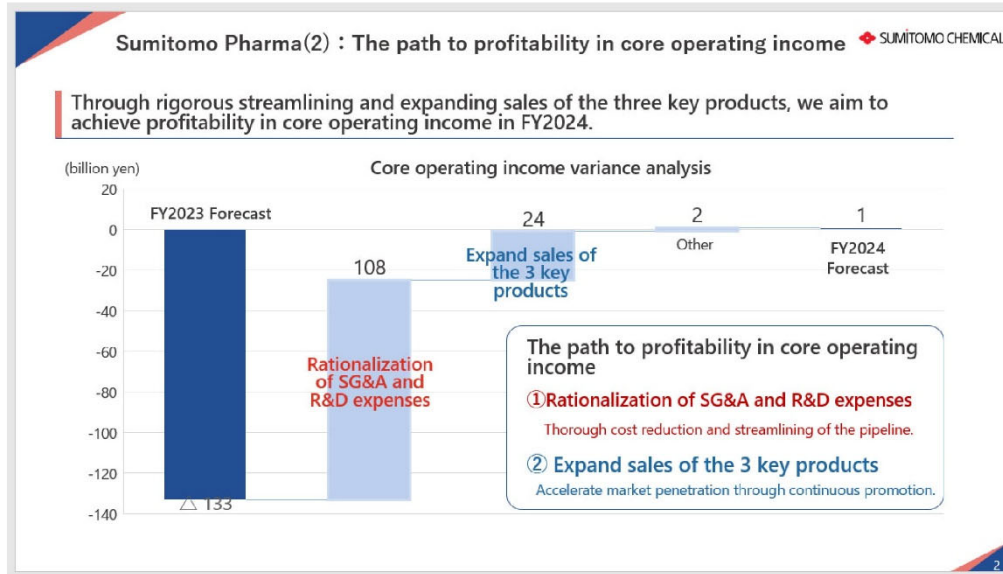 Sumitomo Pharma(2)：The path to profitability in core operating income
SUMİTOMO CHEMICAL
Through rigorous streamlining and expanding sales of the three key products, we aim to
achieve profitability in core operating income in FY2024.
(billion yen)
Core operating income variance analysis
20
0
-20
-40
-60
-80
-100
-120
-140
FY2023 Forecast
△ 133
108
Rationalization
of SG&A and
R&D expenses
24
Expand sales of
the 3 key
products
2
Other
1
FY2024
Forecast
The path to profitability in core operating
income
①Rationalization of SG&A and R&D expenses
Thorough cost reduction and streamlining of the pipeline.
② Expand sales of the 3 key products
Accelerate market penetration through continuous promotion.
2